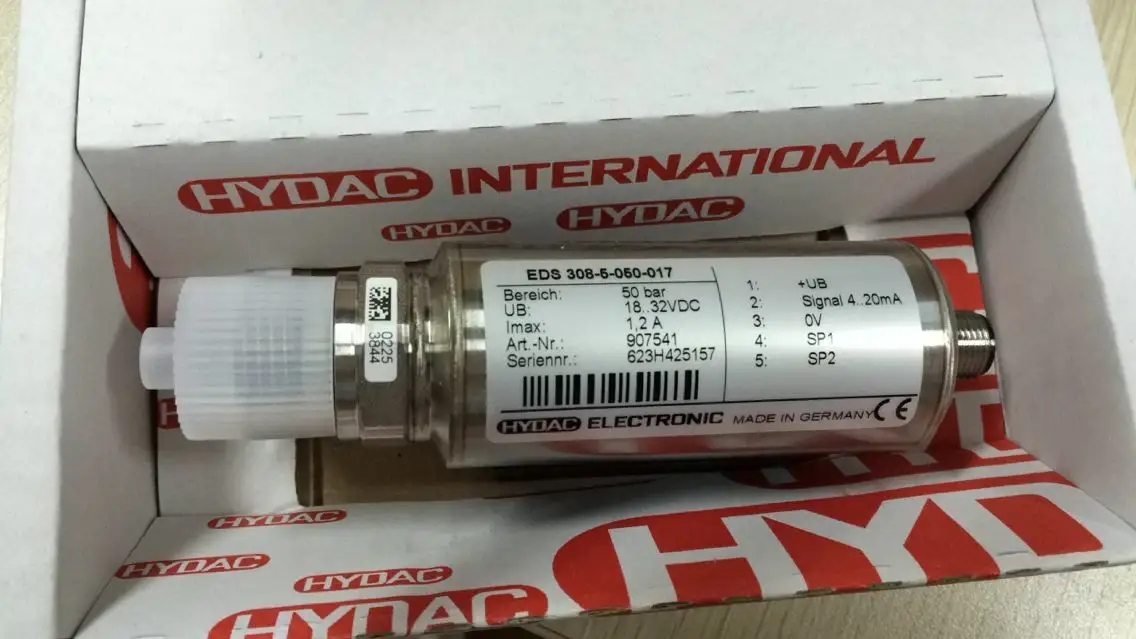 HYDAC INTERNATIONAL
HYDAC HYDAC
EDS 308-5-050-017
Bereich: 50 bar
UB: 18..32VDC
Imax: 1,2 A
Art.-Nr.: 907541
Seriennr.: 623H425157
1: +UB
2: Signal 4..20mA
3: 0V
4: SP1
5: SP2
HYDAC ELECTRONIC MADE IN GERMANY CE
0225
3844
HYDAC
HYDAC
HYDAC
HYDAC
HYD